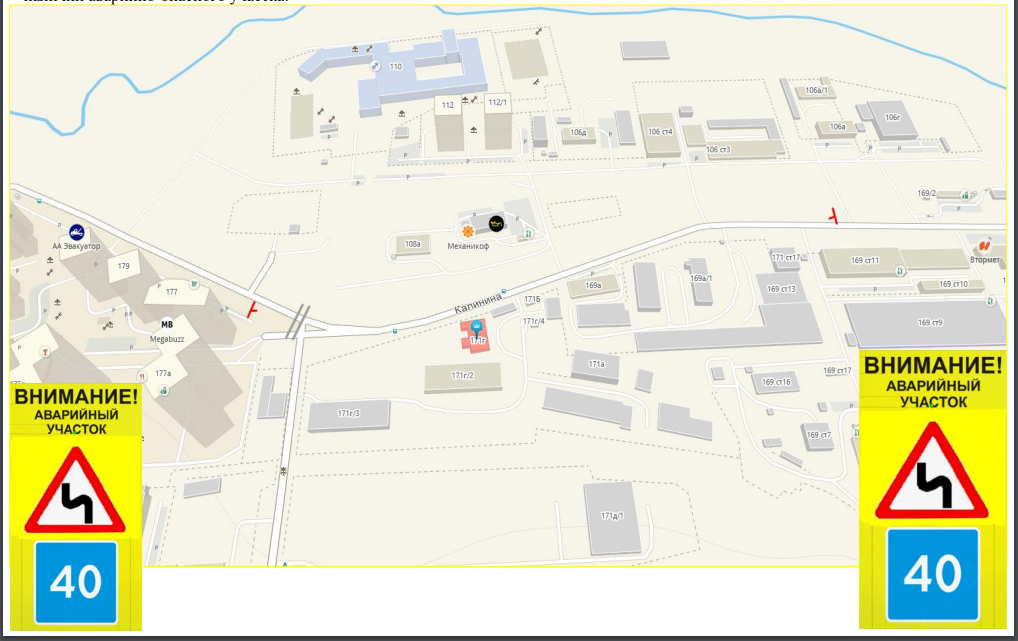 110
112
112/1
106д
106 ст4
106 ст3
106а/1
106а
106г
169/2
АА Эвакуатор
179
177
МВ
Megabuzz
177а
108а
Механикоф
Калинина
171Б
171г/4
171г
171г/2
171г/3
169а
169а/1
171 ст17
169 ст13
169 ст11
Втормет
169 ст10
169 ст9
171а
169 ст16
169 ст17
169 ст7
171д/1
ВНИМАНИЕ!
АВАРИЙНЫЙ
УЧАСТОК
40
ВНИМАНИЕ!
АВАРИЙНЫЙ
УЧАСТОК
40